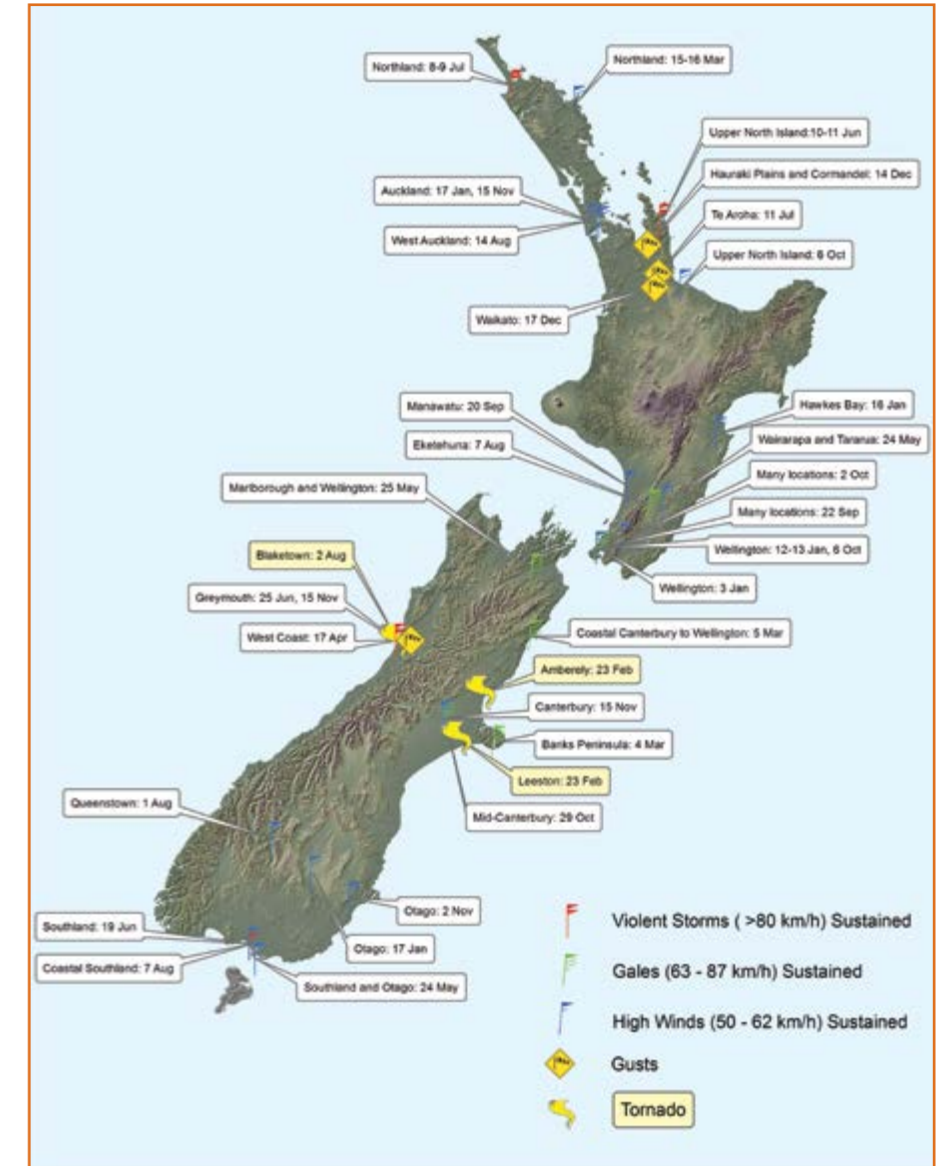 Northland: 8-9 Jul
Northland: 15-16 Mar
Upper North Island:10-11 Jun
Hauraki Plains and Cormandel: 14 Dec
Auckland: 17 Jan, 15 Nov
Te Aroha: 11 Jul
West Auckland: 14 Aug
Upper North Island: 6 Oct
Waikato: 17 Dec
Manawatu: 20 Sep
Hawkes Bay: 16 Jan
Eketehuna: 7 Aug
Wairarapa and Tararua: 24 May
Many locations: 2 Oct
Marlborough and Wellington: 25 May
Many locations: 22 Sep
Blaketown: 2 Aug
Wellington: 12-13 Jan, 6 Oct
Greymouth: 25 Jun, 15 Nov
Wellington: 3 Jan
West Coast: 17 Apr
Coastal Canterbury to Wellington: 5 Mar
Amberely: 23 Feb
Canterbury: 15 Nov
Banks Peninsula: 4 Mar
Leeston: 23 Feb
Queenstown: 1 Aug
Mid-Canterbury: 29 Oct
Otago: 2 Nov
Southland: 19 Jun
Otago: 17 Jan
Coastal Southland: 7 Aug
Southland and Otago: 24 May
Violent Storms ( >80 km/h) Sustained
Gales (63 - 87 km/h) Sustained
High Winds (50 - 62 km/h) Sustained
Gusts
Tornado